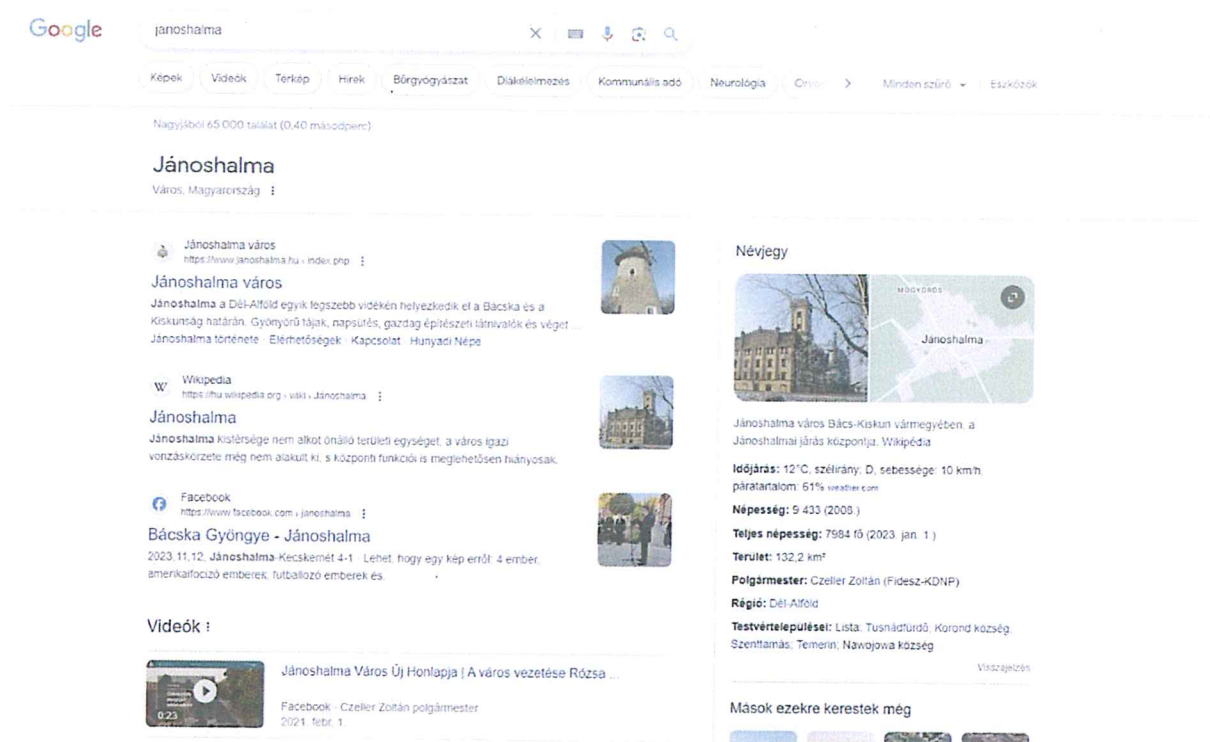 Google
janoshalma
Képek
Videók
Térkép
Hírek
Bőrgyógyászat
Diákélelmezés
Kommunális adó
Neurológia
Minden szűrő
Eszközök
Nagyjából 65 000 találat (0,40 másodperc)
Jánoshalma
Város, Magyarország
Jánoshalma város
https://www.janoshalma.hu › index.php
Jánoshalma város
Jánoshalma a Dél-Alföld egyik legszebb vidékén helyezkedik el a Bácska és a
Kiskunság határán. Gyönyörű tájak, napsütés, gazdag építészeti látnivalók és véget ...
Jánoshalma története · Elérhetőségek · Kapcsolat · Hunyadi Népe
W
Wikipedia
https://hu.wikipedia.org › wiki › Jánoshalma
Jánoshalma
Jánoshalma kistérsége nem alkot önálló területi egységet, a város igazi
vonzáskörzete még nem alakult ki, s központi funkciói is meglehetősen hiányosak.
Facebook
https://www.facebook.com › janoshalma
Bácska Gyöngye - Jánoshalma
2023.11.12. Jánoshalma-Kecskemét 4-1 · Lehet, hogy egy kép erről: 4 ember,
amerikaifocizó emberek, futballozó emberek és.
Videók
0:23
Jánoshalma Város Új Honlapja | A város vezetése Rózsa ...
Facebook · Czeller Zoltán polgármester
2021. febr. 1.
Névjegy
MÓGYÓRÓS
Jánoshalma
Jánoshalma város Bács-Kiskun vármegyében, a
Jánoshalmai járás központja. Wikipédia
Időjárás: 12°C, szélirány: D, sebessége: 10 km/h,
páratartalom: 61% weather.com
Népesség: 9 433 (2008.)
Teljes népesség: 7984 fő (2023. jan. 1.)
Terület: 132,2 km²
Polgármester: Czeller Zoltán (Fidesz-KDNP)
Régió: Dél-Alföld
Testvértelepülései: Lista: Tusnádfürdő; Korond község;
Szenttamás; Temerin; Nawojowa község
Visszajelzés
Mások ezekre kerestek még